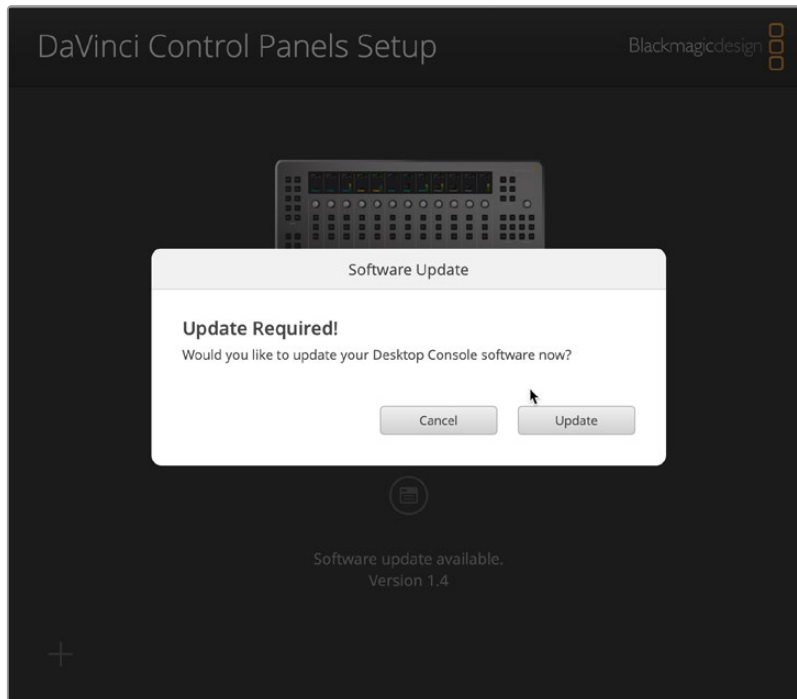 DaVinci Control Panels Setup
Blackmagicdesign
Software Update
Update Required!
Would you like to update your Desktop Console software now?
Cancel
Update
Software update available.
Version 1.4